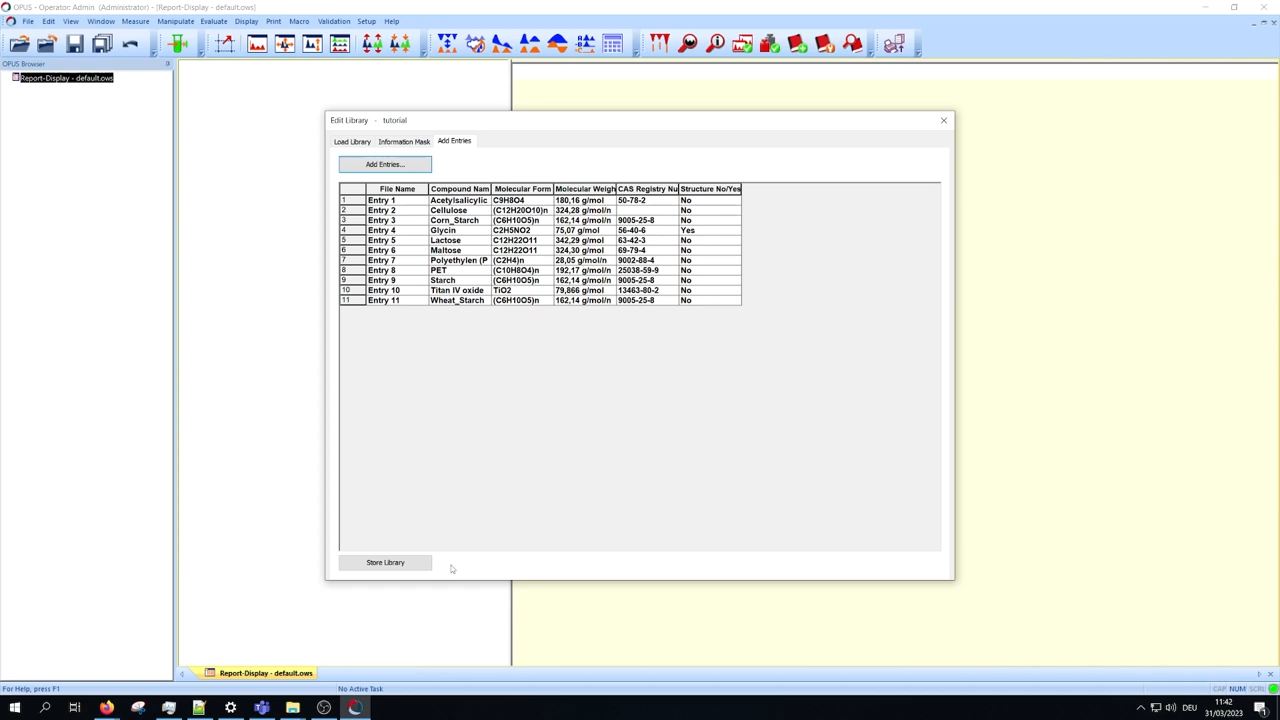 OPUS - Operator: Admin (Administrator) - [Report-Display - default.ows]
File Edit View Window Measure Manipulate Evaluate Display Print Macro Validation Setup Help
OPUS Browser
Report-Display - default.ows
Edit Library - tutorial
Load Library Information Mask Add Entries
Add Entries...
File Name Compound Nam Molecular Form Molecular Weigh CAS Registry Nu Structure No/Yes
1 Entry 1 Acetylsalicylic C9H8O4 180,16 g/mol 50-78-2 No
2 Entry 2 Cellulose (C12H20O10)n 324,28 g/mol/n No
3 Entry 3 Corn_Starch (C6H10O5)n 162,14 g/mol/n 9005-25-8 No
4 Entry 4 Glycin C2H5NO2 75,07 g/mol 56-40-6 Yes
5 Entry 5 Lactose C12H22O11 342,29 g/mol 63-42-3 No
6 Entry 6 Maltose C12H22O11 324,30 g/mol 69-79-4 No
7 Entry 7 Polyethylen (P (C2H4)n 28,05 g/mol/n 9002-88-4 No
8 Entry 8 PET (C10H8O4)n 192,17 g/mol 25038-59-9 No
9 Entry 9 Starch (C6H10O5)n 162,14 g/mol/n 9005-25-8 No
10 Entry 10 Titan IV oxide TiO2 79,866 g/mol 13463-80-2 No
11 Entry 11 Wheat_Starch (C6H10O5)n 162,14 g/mol/n 9005-25-8 No
Store Library
Report-Display - default.ows
For Help, press F1 No Active Task CAP NUM SCRL
DEU 11:42
31/03/2023
1